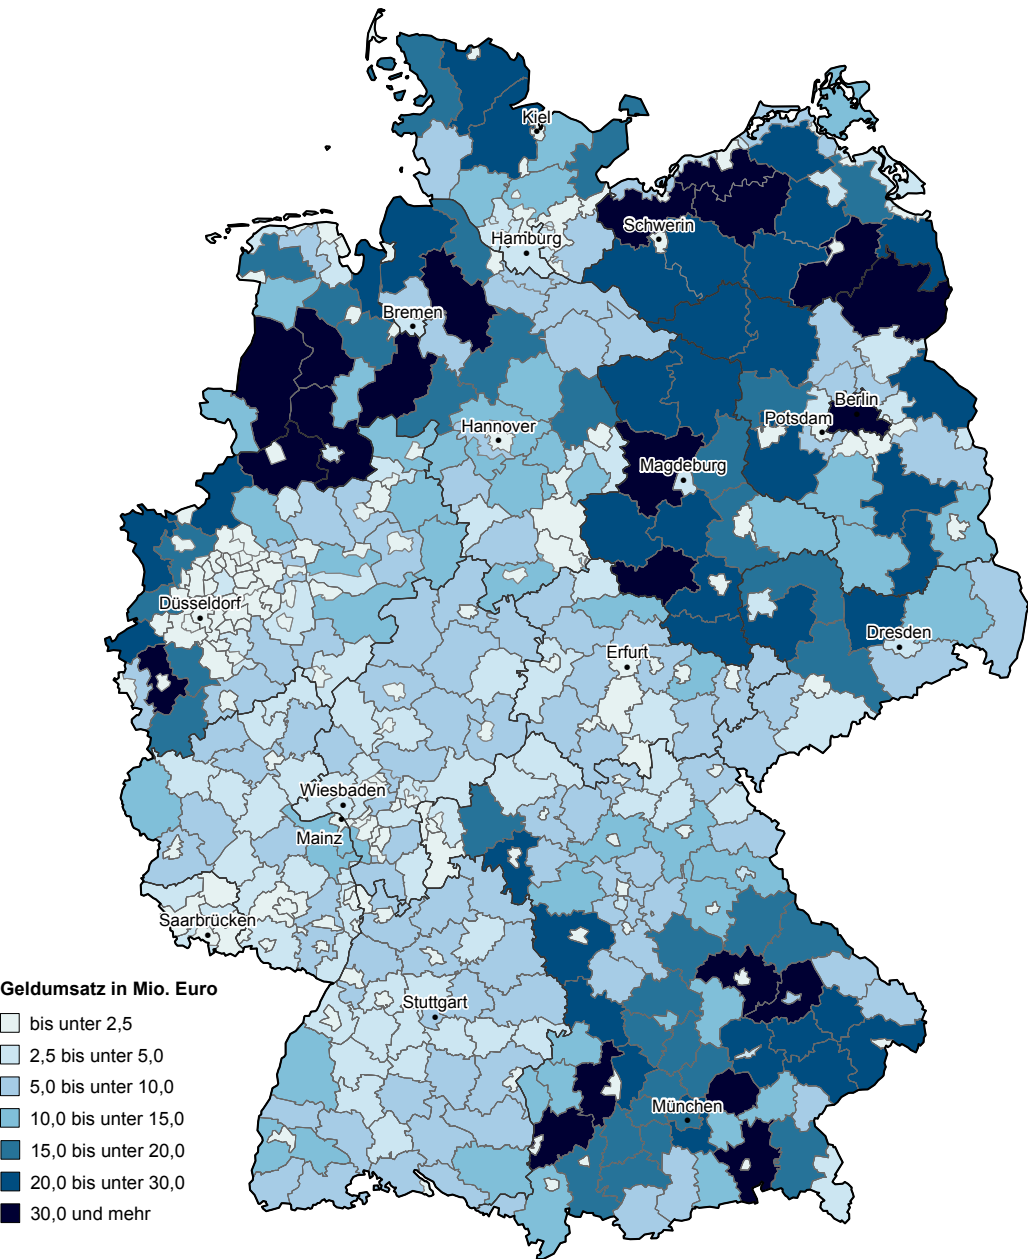 Kiel
Schwerin
Hamburg
Bremen
Berlin
Potsdam
Hannover
Magdeburg
Düsseldorf
Dresden
Erfurt
Wiesbaden
Mainz
Saarbrücken
Stuttgart
München
Geldumsatz in Mio. Euro
bis unter 2,5
2,5 bis unter 5,0
5,0 bis unter 10,0
10,0 bis unter 15,0
15,0 bis unter 20,0
20,0 bis unter 30,0
30,0 und mehr